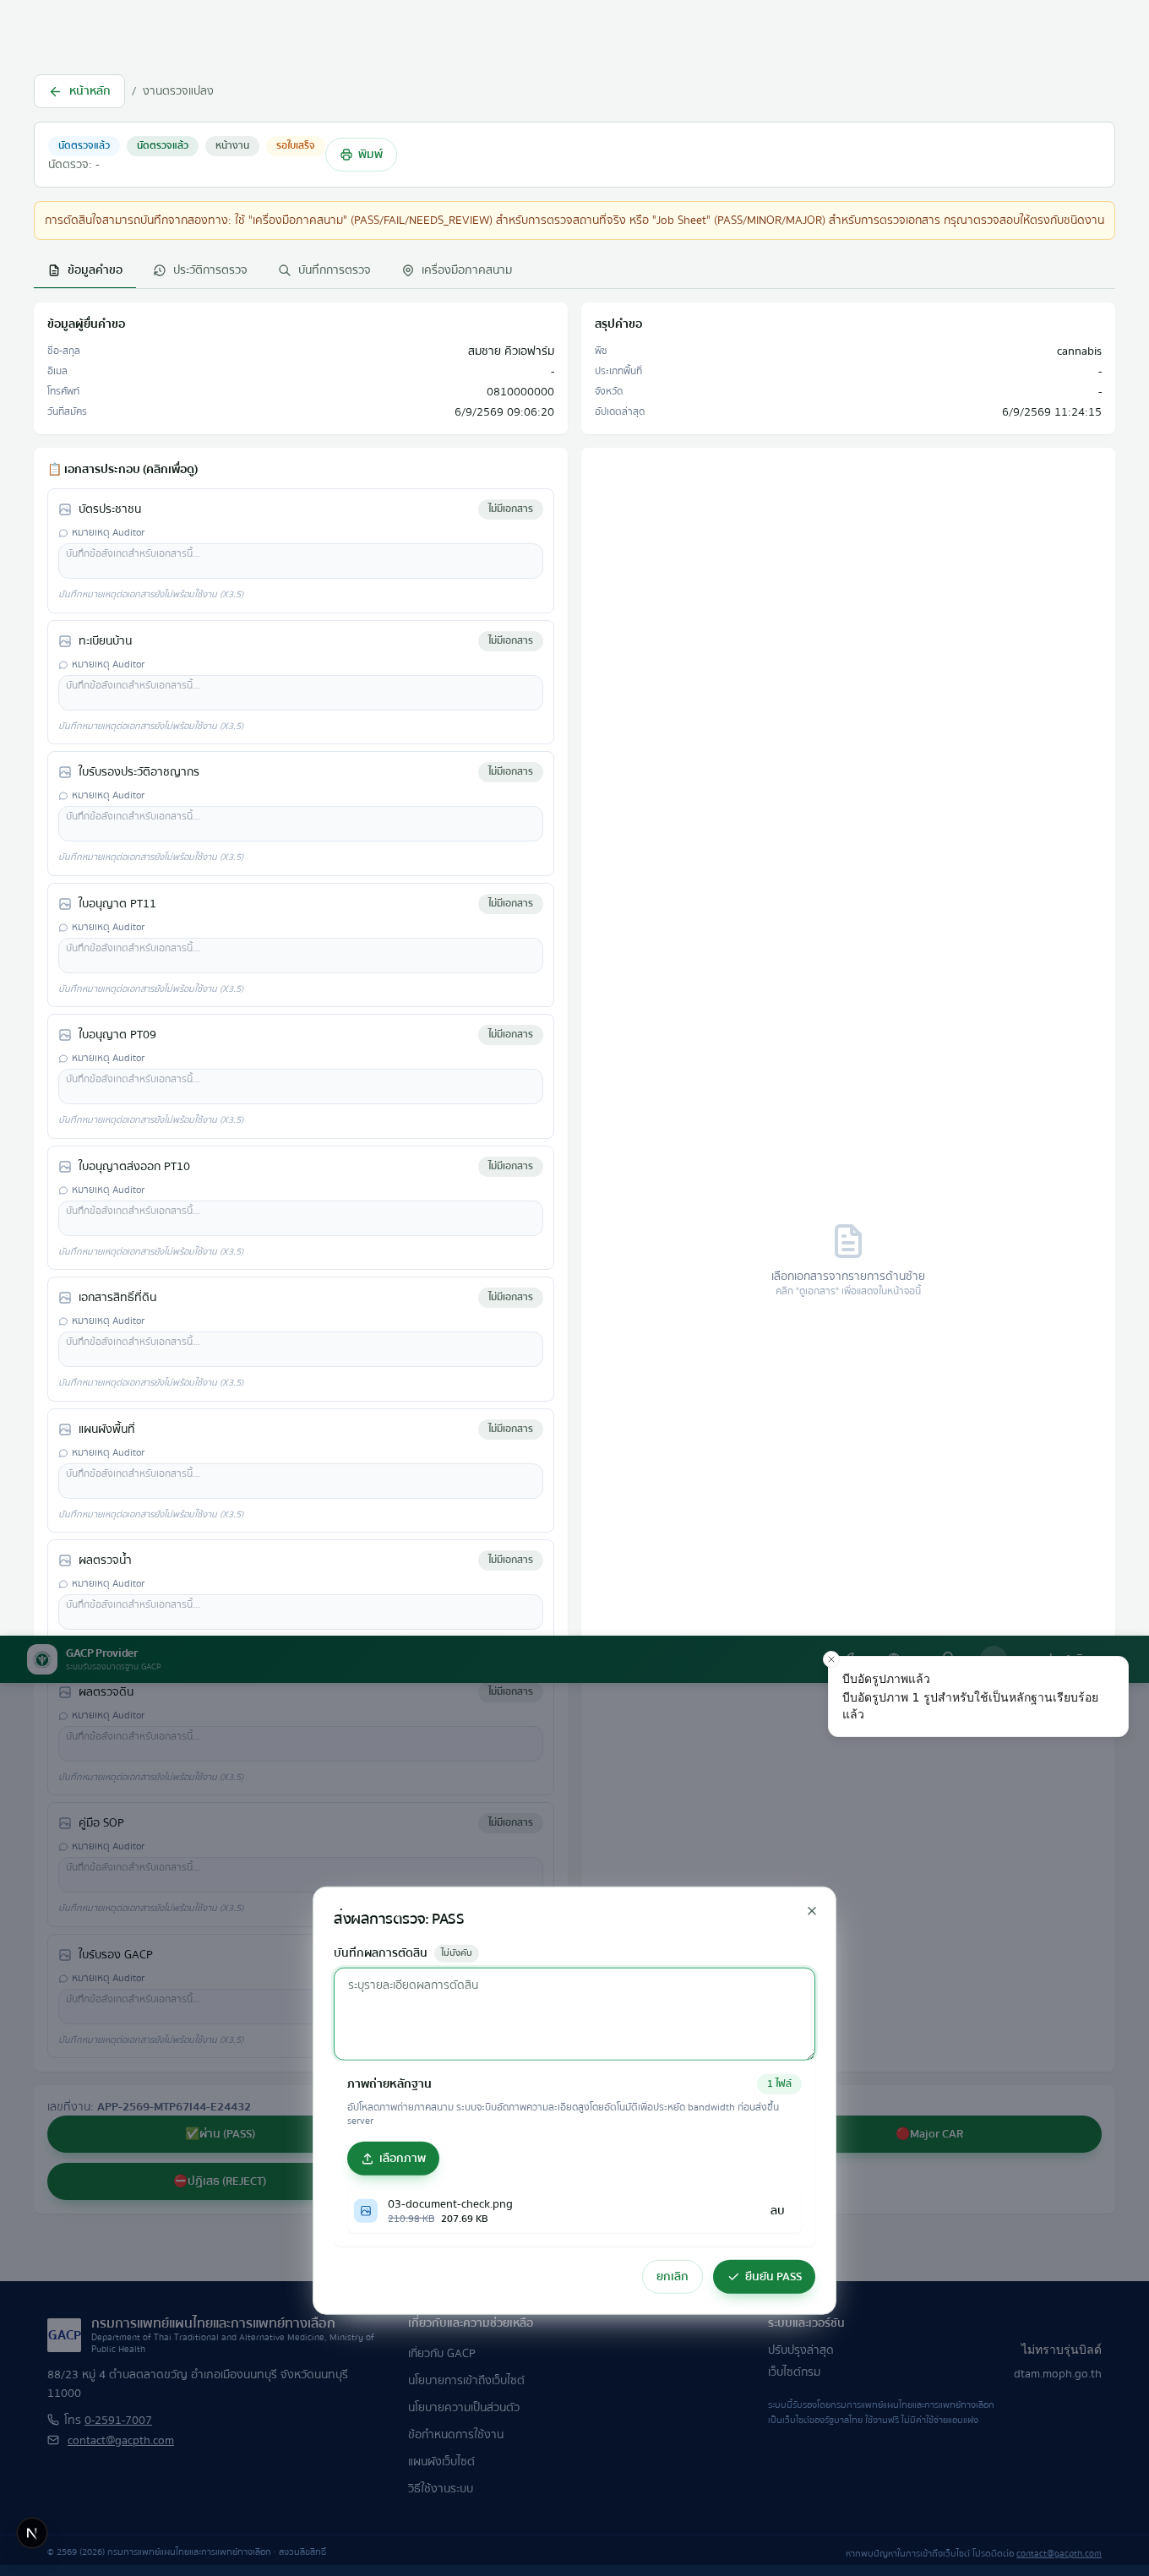 หน้าหลัก / งานตรวจแปลง
นัดตรวจแล้ว นัดตรวจแล้ว หน้างาน รอใบเสร็จ
พิมพ์
นัดตรวจ: -
การตัดสินใจสามารถบันทึกจากสองทาง: ใช้ "เครื่องมือภาคสนาม" (PASS/FAIL/NEEDS_REVIEW) สำหรับการตรวจสถานที่จริง หรือ "Job Sheet" (PASS/MINOR/MAJOR) สำหรับการตรวจเอกสาร กรุณาตรวจสอบให้ตรงกับชนิดงาน
ข้อมูลคำขอ ประวัติการตรวจ บันทึกการตรวจ เครื่องมือภาคสนาม
ข้อมูลผู้ยื่นคำขอ
ชื่อ-สกุล สมชาย คิวเอฟาร์ม
อีเมล -
โทรศัพท์ 0810000000
วันที่สมัคร 6/9/2569 09:06:20
สรุปคำขอ
พืช cannabis
ประเภทพื้นที่ -
จังหวัด -
อัปเดตล่าสุด 6/9/2569 11:24:15
📋 เอกสารประกอบ (คลิกเพื่อดู)
บัตรประชาชน ไม่มีเอกสาร
หมายเหตุ Auditor
บันทึกข้อสังเกตสำหรับเอกสารนี้...
บันทึกหมายเหตุต่อเอกสารยังไม่พร้อมใช้งาน (X3.5)
ทะเบียนบ้าน ไม่มีเอกสาร
หมายเหตุ Auditor
บันทึกข้อสังเกตสำหรับเอกสารนี้...
บันทึกหมายเหตุต่อเอกสารยังไม่พร้อมใช้งาน (X3.5)
ใบรับรองประวัติอาชญากร ไม่มีเอกสาร
หมายเหตุ Auditor
บันทึกข้อสังเกตสำหรับเอกสารนี้...
บันทึกหมายเหตุต่อเอกสารยังไม่พร้อมใช้งาน (X3.5)
ใบอนุญาต PT11 ไม่มีเอกสาร
หมายเหตุ Auditor
บันทึกข้อสังเกตสำหรับเอกสารนี้...
บันทึกหมายเหตุต่อเอกสารยังไม่พร้อมใช้งาน (X3.5)
ใบอนุญาต PT09 ไม่มีเอกสาร
หมายเหตุ Auditor
บันทึกข้อสังเกตสำหรับเอกสารนี้...
บันทึกหมายเหตุต่อเอกสารยังไม่พร้อมใช้งาน (X3.5)
ใบอนุญาตส่งออก PT10 ไม่มีเอกสาร
หมายเหตุ Auditor
บันทึกข้อสังเกตสำหรับเอกสารนี้...
บันทึกหมายเหตุต่อเอกสารยังไม่พร้อมใช้งาน (X3.5)
เอกสารสิทธิ์ที่ดิน ไม่มีเอกสาร
หมายเหตุ Auditor
บันทึกข้อสังเกตสำหรับเอกสารนี้...
บันทึกหมายเหตุต่อเอกสารยังไม่พร้อมใช้งาน (X3.5)
แผนผังพื้นที่ ไม่มีเอกสาร
หมายเหตุ Auditor
บันทึกข้อสังเกตสำหรับเอกสารนี้...
บันทึกหมายเหตุต่อเอกสารยังไม่พร้อมใช้งาน (X3.5)
ผลตรวจน้ำ ไม่มีเอกสาร
หมายเหตุ Auditor
บันทึกข้อสังเกตสำหรับเอกสารนี้...
เลือกเอกสารจากรายการด้านซ้าย
คลิก "ดูเอกสาร" เพื่อแสดงในหน้าจอนี้
GACP Provider
ระบบรับรองมาตรฐาน GACP
บีบอัดรูปภาพแล้ว
บีบอัดรูปภาพ 1 รูปสำหรับใช้เป็นหลักฐานเรียบร้อย
แล้ว
ผลตรวจดิน ไม่มีเอกสาร
หมายเหตุ Auditor
บันทึกข้อสังเกตสำหรับเอกสารนี้...
บันทึกหมายเหตุต่อเอกสารยังไม่พร้อมใช้งาน (X3.5)
คู่มือ SOP ไม่มีเอกสาร
หมายเหตุ Auditor
บันทึกข้อสังเกตสำหรับเอกสารนี้...
บันทึกหมายเหตุต่อเอกสารยังไม่พร้อมใช้งาน (X3.5)
ใบรับรอง GACP
หมายเหตุ Auditor
บันทึกข้อสังเกตสำหรับเอกสารนี้...
บันทึกหมายเหตุต่อเอกสารยังไม่พร้อมใช้งาน (X3.5)
เลขที่งาน: APP-2569-MTP67I44-E24432
✅ผ่าน (PASS)
🔴Major CAR
⛔ปฏิเสธ (REJECT)
ส่งผลการตรวจ: PASS
บันทึกผลการตัดสิน ไม่บังคับ
ระบุรายละเอียดผลการตัดสิน
ภาพถ่ายหลักฐาน 1 ไฟล์
อัปโหลดภาพถ่ายภาคสนาม ระบบจะบีบอัดภาพความละเอียดสูงโดยอัตโนมัติเพื่อประหยัด bandwidth ก่อนส่งขึ้น
server
เลือกภาพ
03-document-check.png
210.98 KB 207.69 KB
ลบ
ยกเลิก ยืนยัน PASS
GACP
กรมการแพทย์แผนไทยและการแพทย์ทางเลือก
Department of Thai Traditional and Alternative Medicine, Ministry of
Public Health
88/23 หมู่ 4 ตำบลตลาดขวัญ อำเภอเมืองนนทบุรี จังหวัดนนทบุรี
11000
โทร 0-2591-7007
contact@gacpth.com
เกี่ยวกับและความช่วยเหลือ
เกี่ยวกับ GACP
นโยบายการเข้าถึงเว็บไซต์
นโยบายความเป็นส่วนตัว
ข้อกำหนดการใช้งาน
แผนผังเว็บไซต์
วิธีใช้งานระบบ
ระบบและเวอร์ชัน
ปรับปรุงล่าสุด ไม่ทราบรุ่นบิลด์
เว็บไซต์กรม dtam.moph.go.th
ระบบนี้รับรองโดยกรมการแพทย์แผนไทยและการแพทย์ทางเลือก
เป็นเว็บไซต์ของรัฐบาลไทย ใช้งานฟรี ไม่มีค่าใช้จ่ายแอบแฝง
N
© 2569 (2026) กรมการแพทย์แผนไทยและการแพทย์ทางเลือก · สงวนลิขสิทธิ์
หากพบปัญหาในการเข้าถึงเว็บไซต์ โปรดติดต่อ contact@gacpth.com